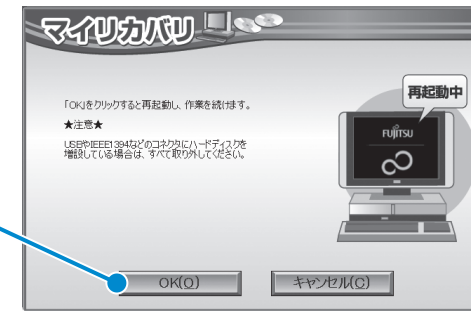 マイリカバリ
「OK」をクリックすると再起動し、作業を続けます。
★注意★
USBやIEEE1394などのコネクタにハードディスクを
増設している場合は、すべて取り外してください。
再起動中
FUJITSU
OK(O)
キャンセル(C)